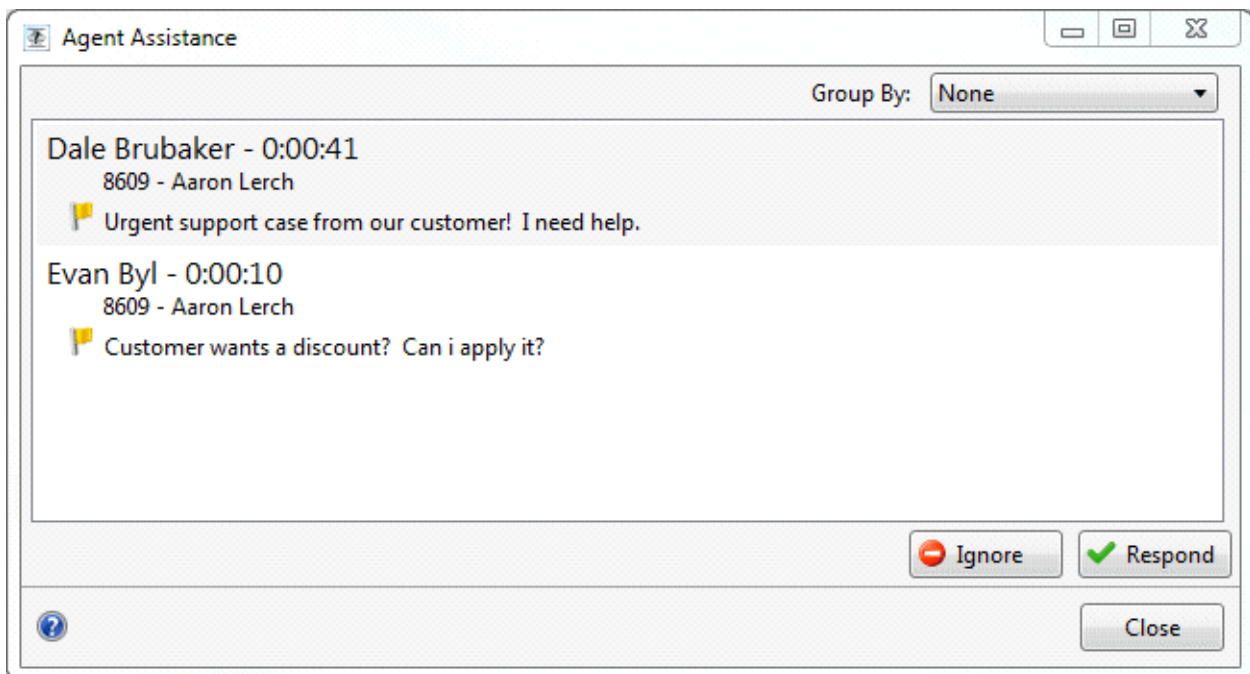 Agent Assistance
Group By: None
Dale Brubaker - 0:00:41
8609 - Aaron Lerch
Urgent support case from our customer! I need help.
Evan Byl - 0:00:10
8609 - Aaron Lerch
Customer wants a discount? Can i apply it?
Ignore Respond
? Close